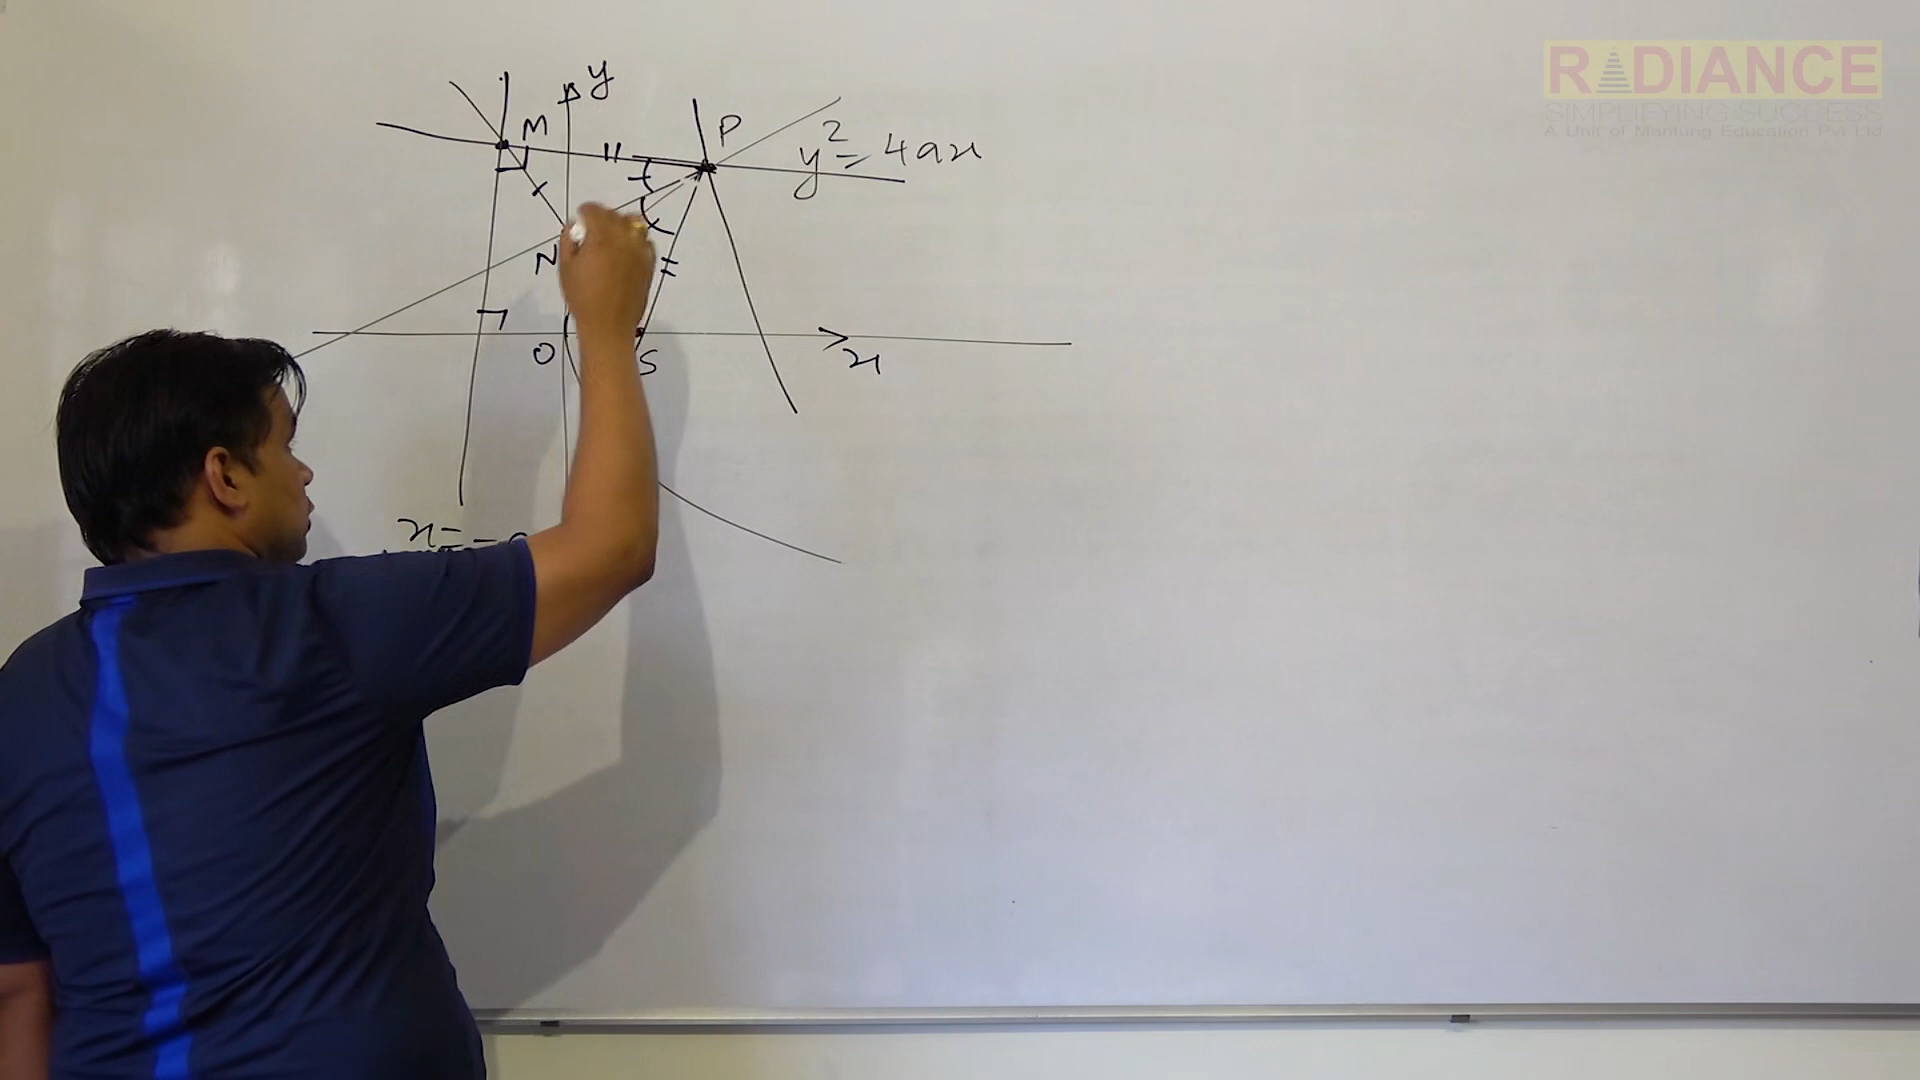 RADIANCE
SIMPLIFYING SUCCESS
A Unit of Mantung Education Pvt Ltd
y
M
P
y² = 4ax
N
O
S
x
x = -